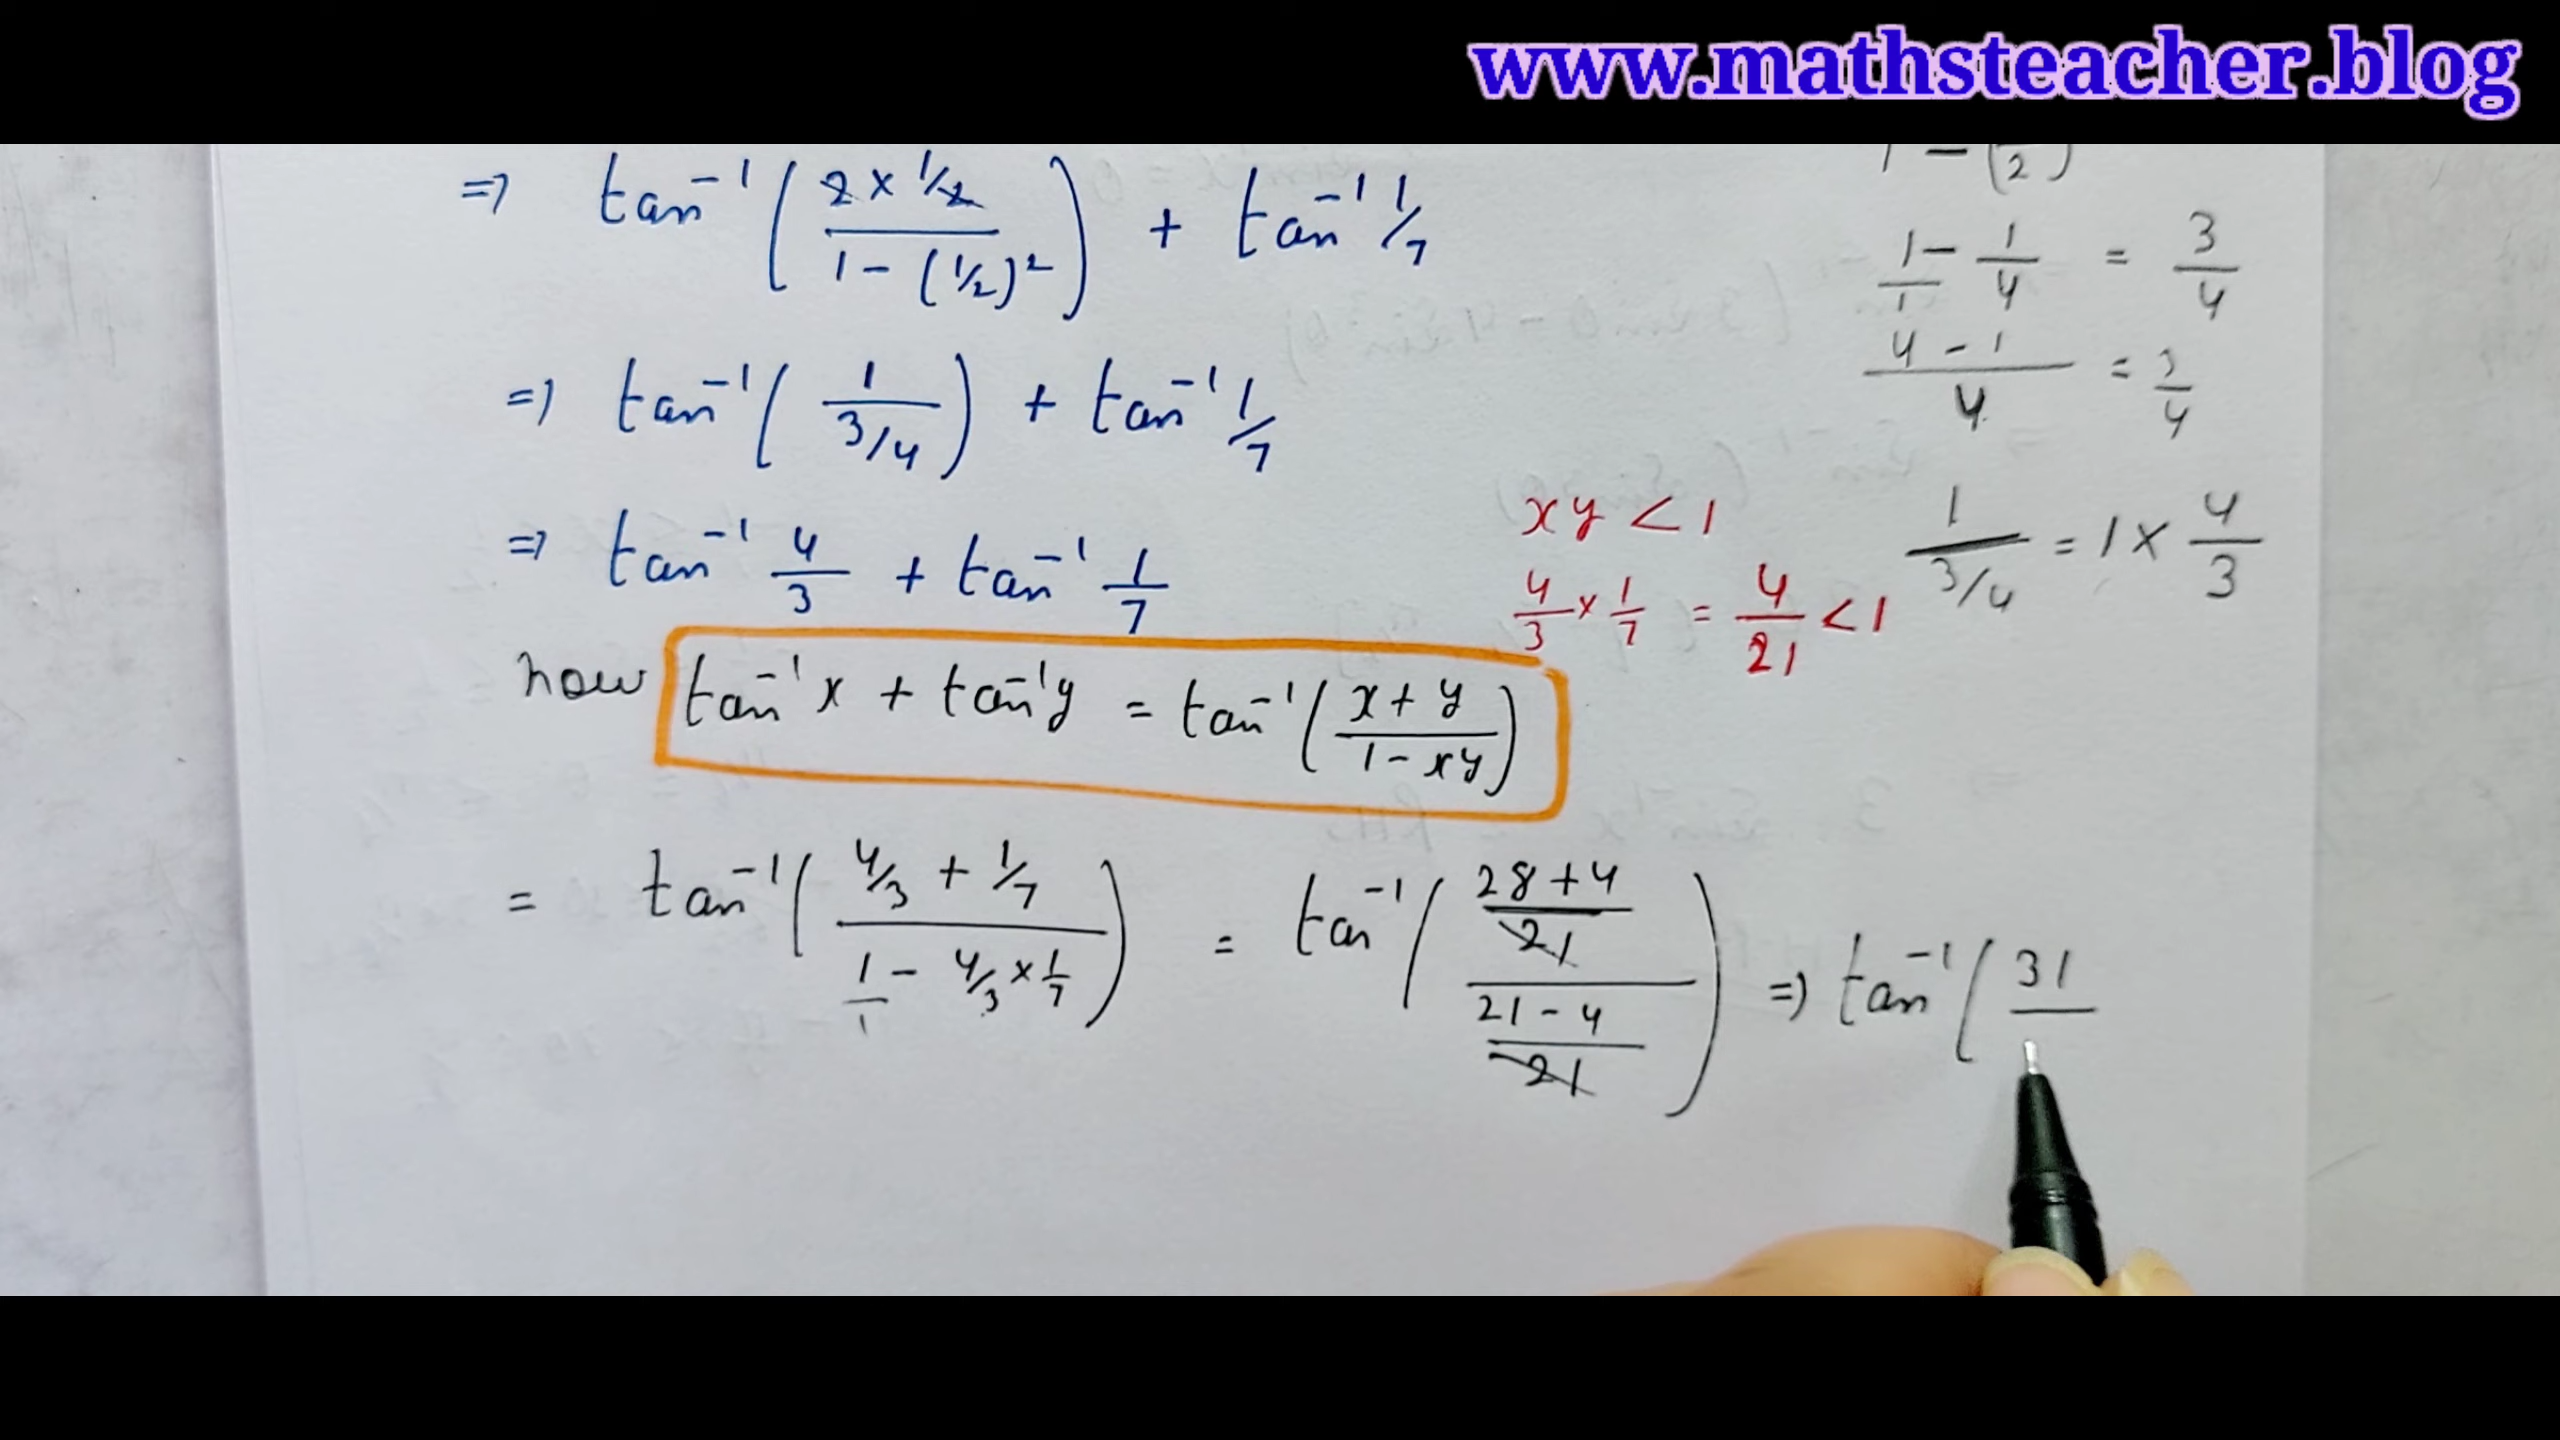 www.mathsteacher.blog
⇒ tan⁻¹ ( (2 × 1/2) / (1 - (1/2)²) ) + tan⁻¹ 1/7
⇒ tan⁻¹ ( 1 / (3/4) ) + tan⁻¹ 1/7
⇒ tan⁻¹ 4/3 + tan⁻¹ 1/7
now tan⁻¹x + tan⁻¹y = tan⁻¹ ( (x + y) / (1 - xy) )
= tan⁻¹ ( (4/3 + 1/7) / (1/1 - 4/3 × 1/7) ) = tan⁻¹ ( ((28 + 4) / 21) / ((21 - 4) / 21) ) ⇒ tan⁻¹ ( 31 /
xy < 1
4/3 × 1/7 = 4/21 < 1
1/1 - 1/4 = 3/4
(4 - 1) / 4 = 3/4
1 / (3/4) = 1 × 4/3